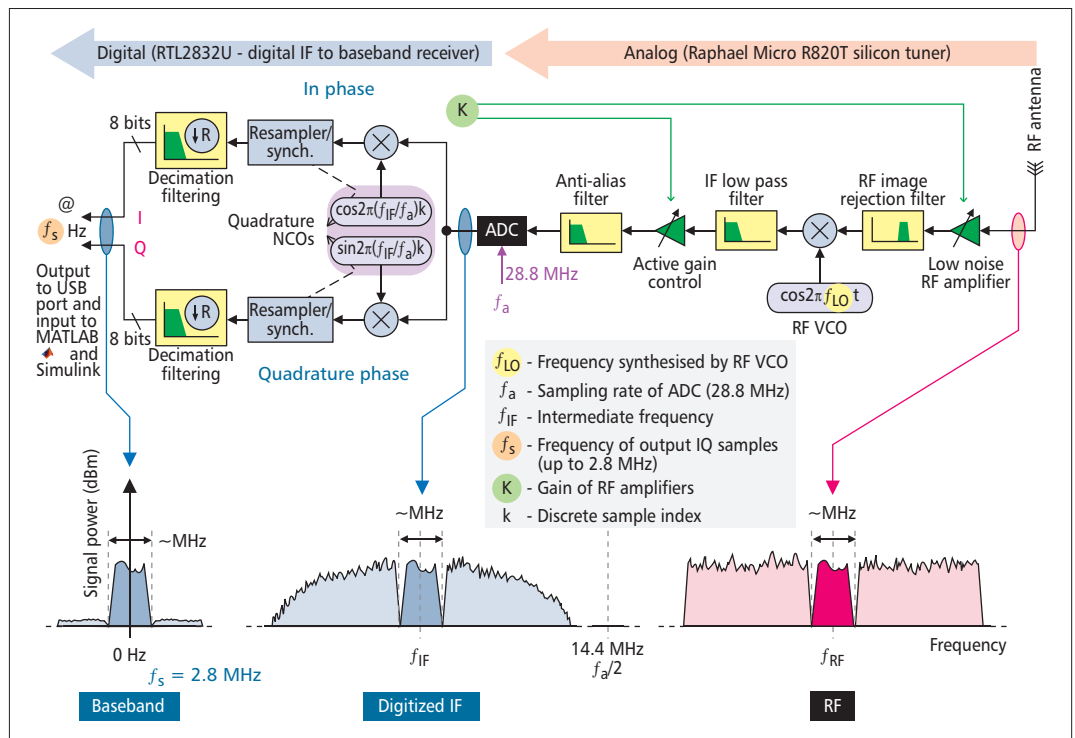 Digital (RTL2832U - digital IF to baseband receiver)
Analog (Raphael Micro R820T silicon tuner)
In phase
K
RF antenna
8 bits
↓R
Resampler/
synch.
Decimation
filtering
cos2π(fIF/fa)k
Quadrature
NCOs
sin2π(fIF/fa)k
@
fs Hz
I
Q
Output
to USB
port and
input to
MATLAB
and
Simulink
8 bits
↓R
Resampler/
synch.
Decimation
filtering
Quadrature phase
ADC
28.8 MHz
fa
Anti-alias
filter
Active gain
control
IF low pass
filter
RF image
rejection filter
Low noise
RF amplifier
cos2πfLOt
RF VCO
fLO - Frequency synthesised by RF VCO
fa - Sampling rate of ADC (28.8 MHz)
fIF - Intermediate frequency
fs - Frequency of output IQ samples
(up to 2.8 MHz)
K - Gain of RF amplifiers
k - Discrete sample index
Signal power (dBm)
~MHz
~MHz
~MHz
0 Hz
fs = 2.8 MHz
fIF
14.4 MHz
fa/2
fRF
Frequency
Baseband
Digitized IF
RF